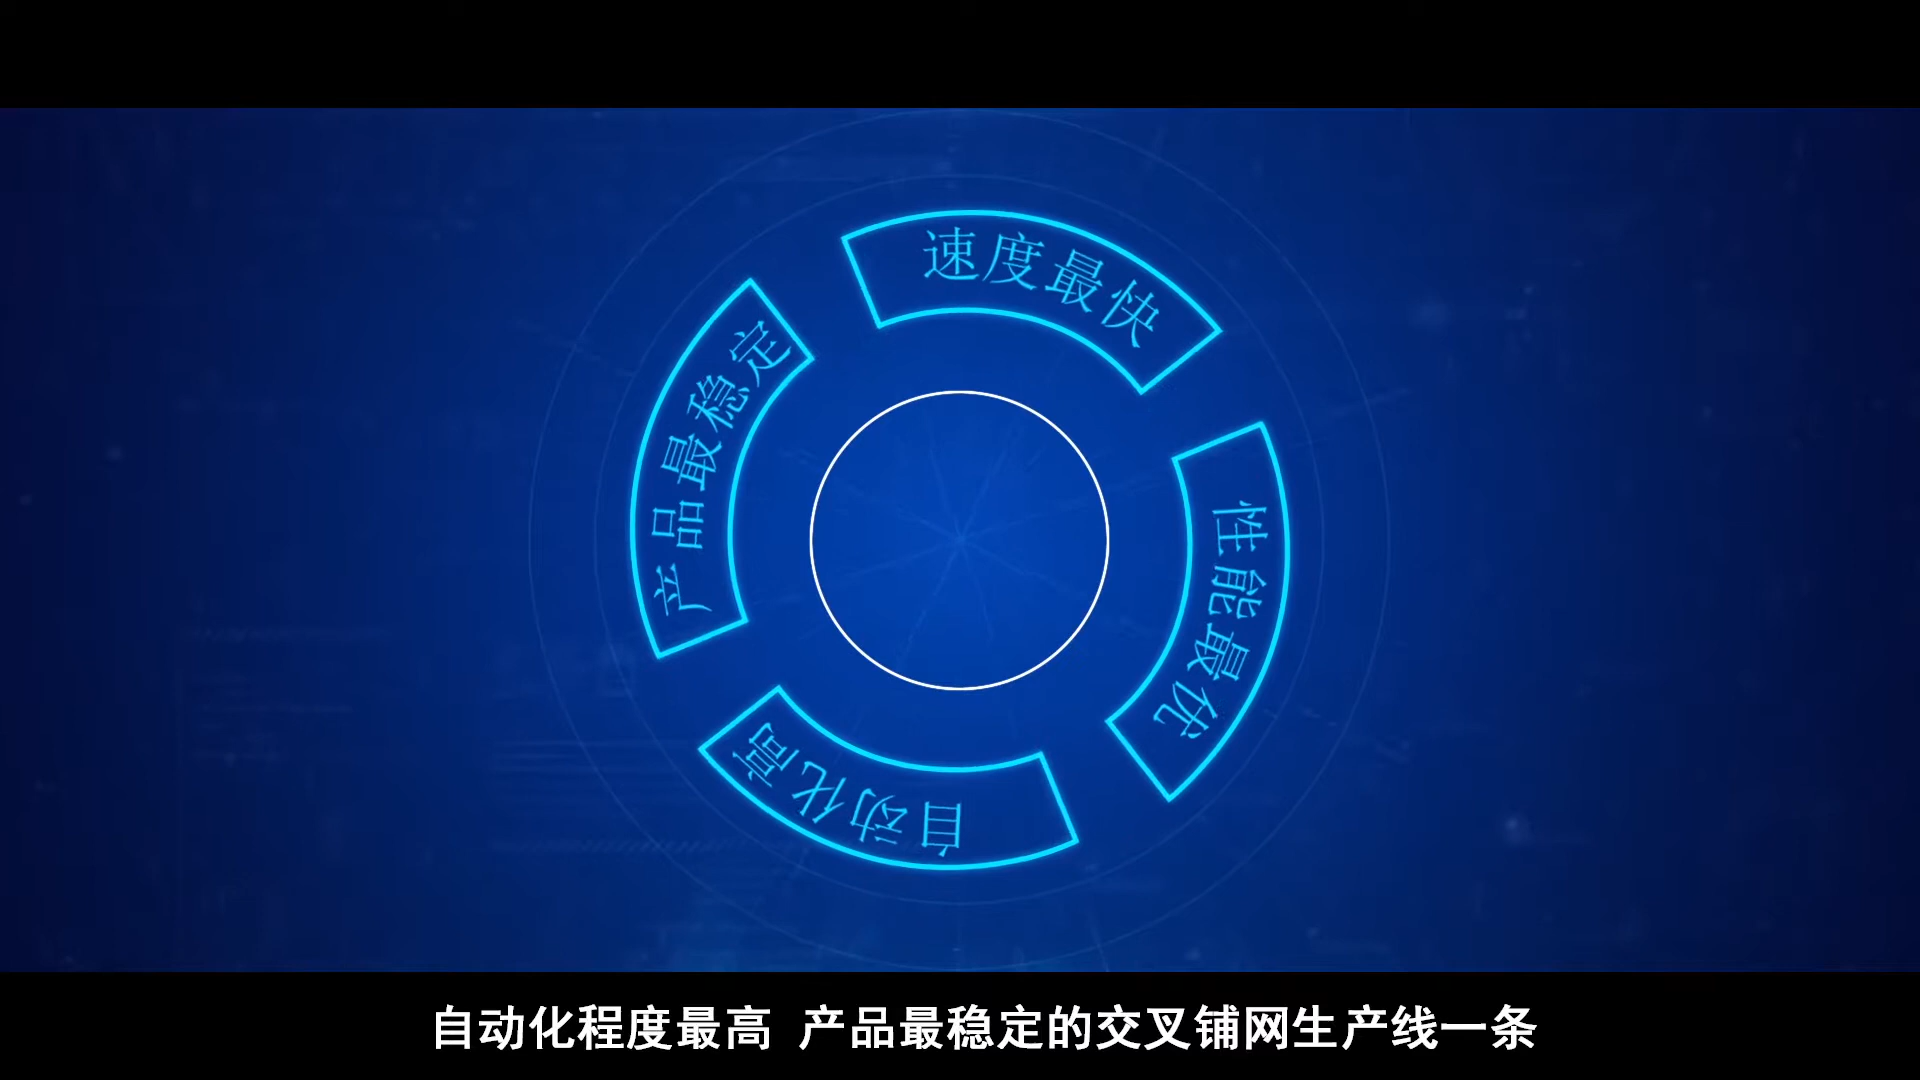 速度最快
性能最优
自动化高
产品最稳定
自动化程度最高 产品最稳定的交叉铺网生产线一条